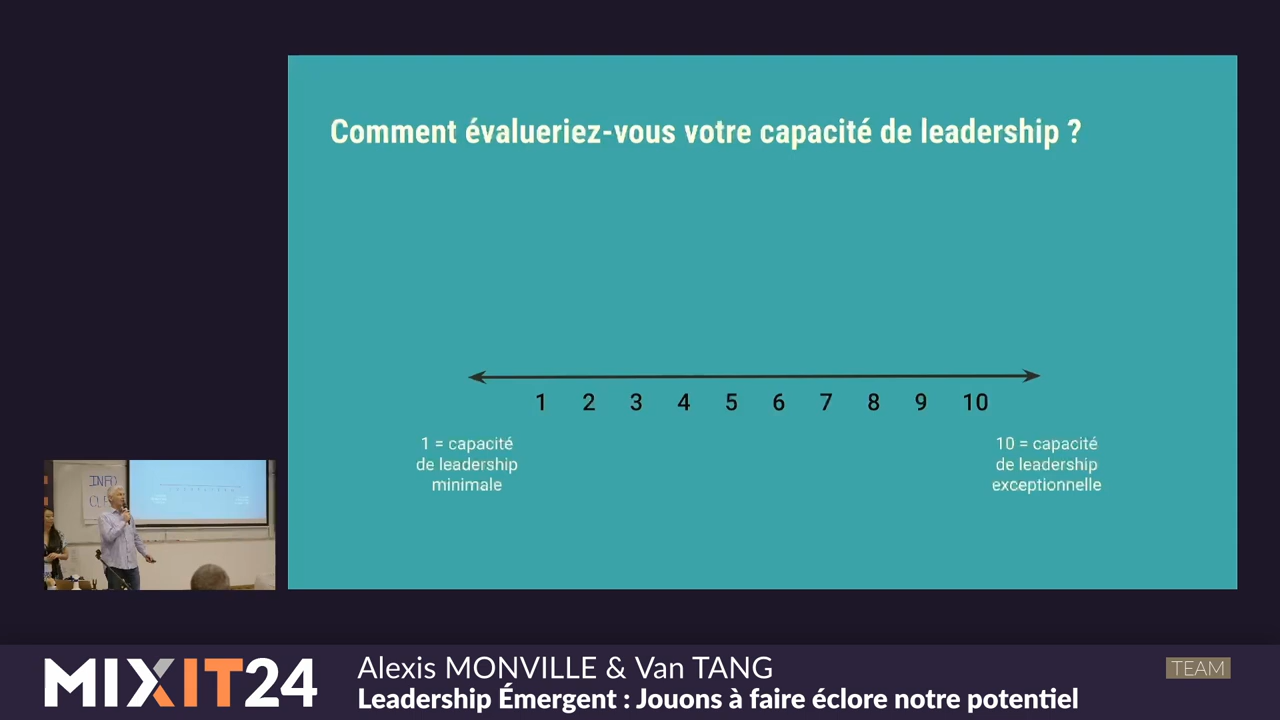 Comment évalueriez-vous votre capacité de leadership ?
1 2 3 4 5 6 7 8 9 10
1 = capacité
de leadership
minimale
10 = capacité
de leadership
exceptionnelle
INFO
MIXIT24
Alexis MONVILLE & Van TANG
Leadership Émergent : Jouons à faire éclore notre potentiel
TEAM